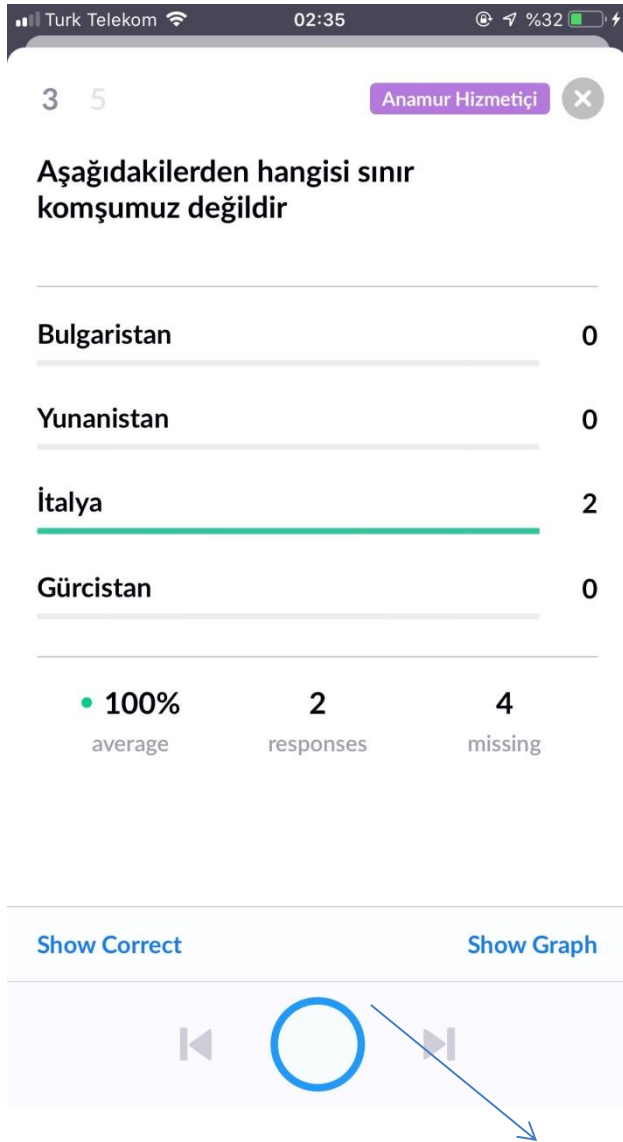 Turk Telekom 02:35 %32
3 5 Anamur Hizmetiçi
Aşağıdakilerden hangisi sınır
komşumuz değildir
Bulgaristan 0
Yunanistan 0
İtalya 2
Gürcistan 0
100% 2 4
average responses missing
Show Correct Show Graph